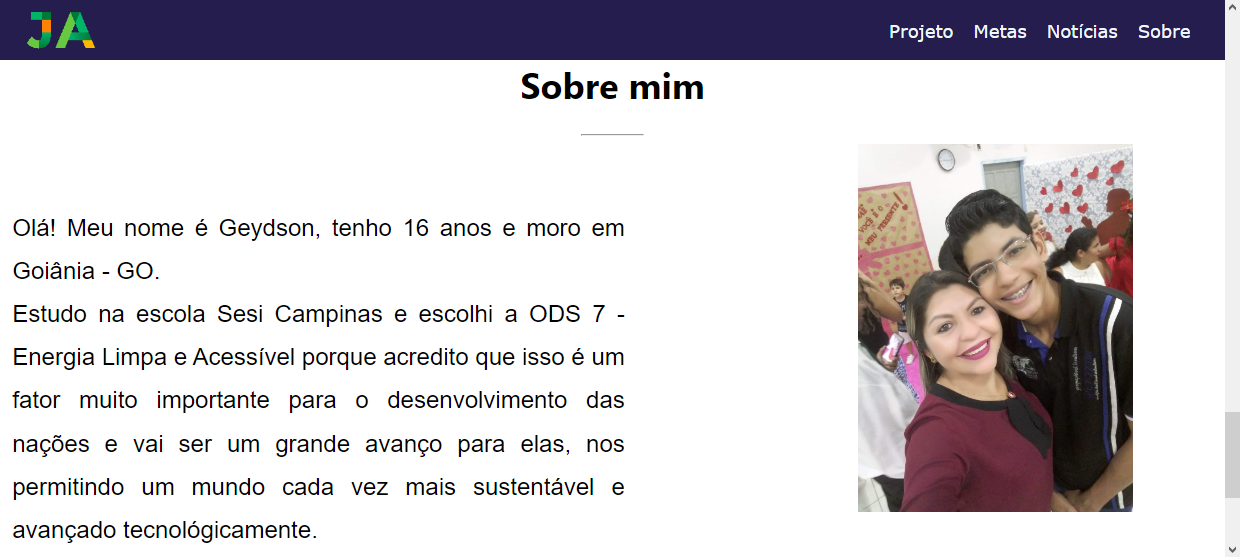 JA
Projeto Metas Notícias Sobre
Sobre mim
Olá! Meu nome é Geydson, tenho 16 anos e moro em
Goiânia - GO.
Estudo na escola Sesi Campinas e escolhi a ODS 7 -
Energia Limpa e Acessível porque acredito que isso é um
fator muito importante para o desenvolvimento das
nações e vai ser um grande avanço para elas, nos
permitindo um mundo cada vez mais sustentável e
avançado tecnológicamente.
VOCÊ É O
MEU PRESENTE!